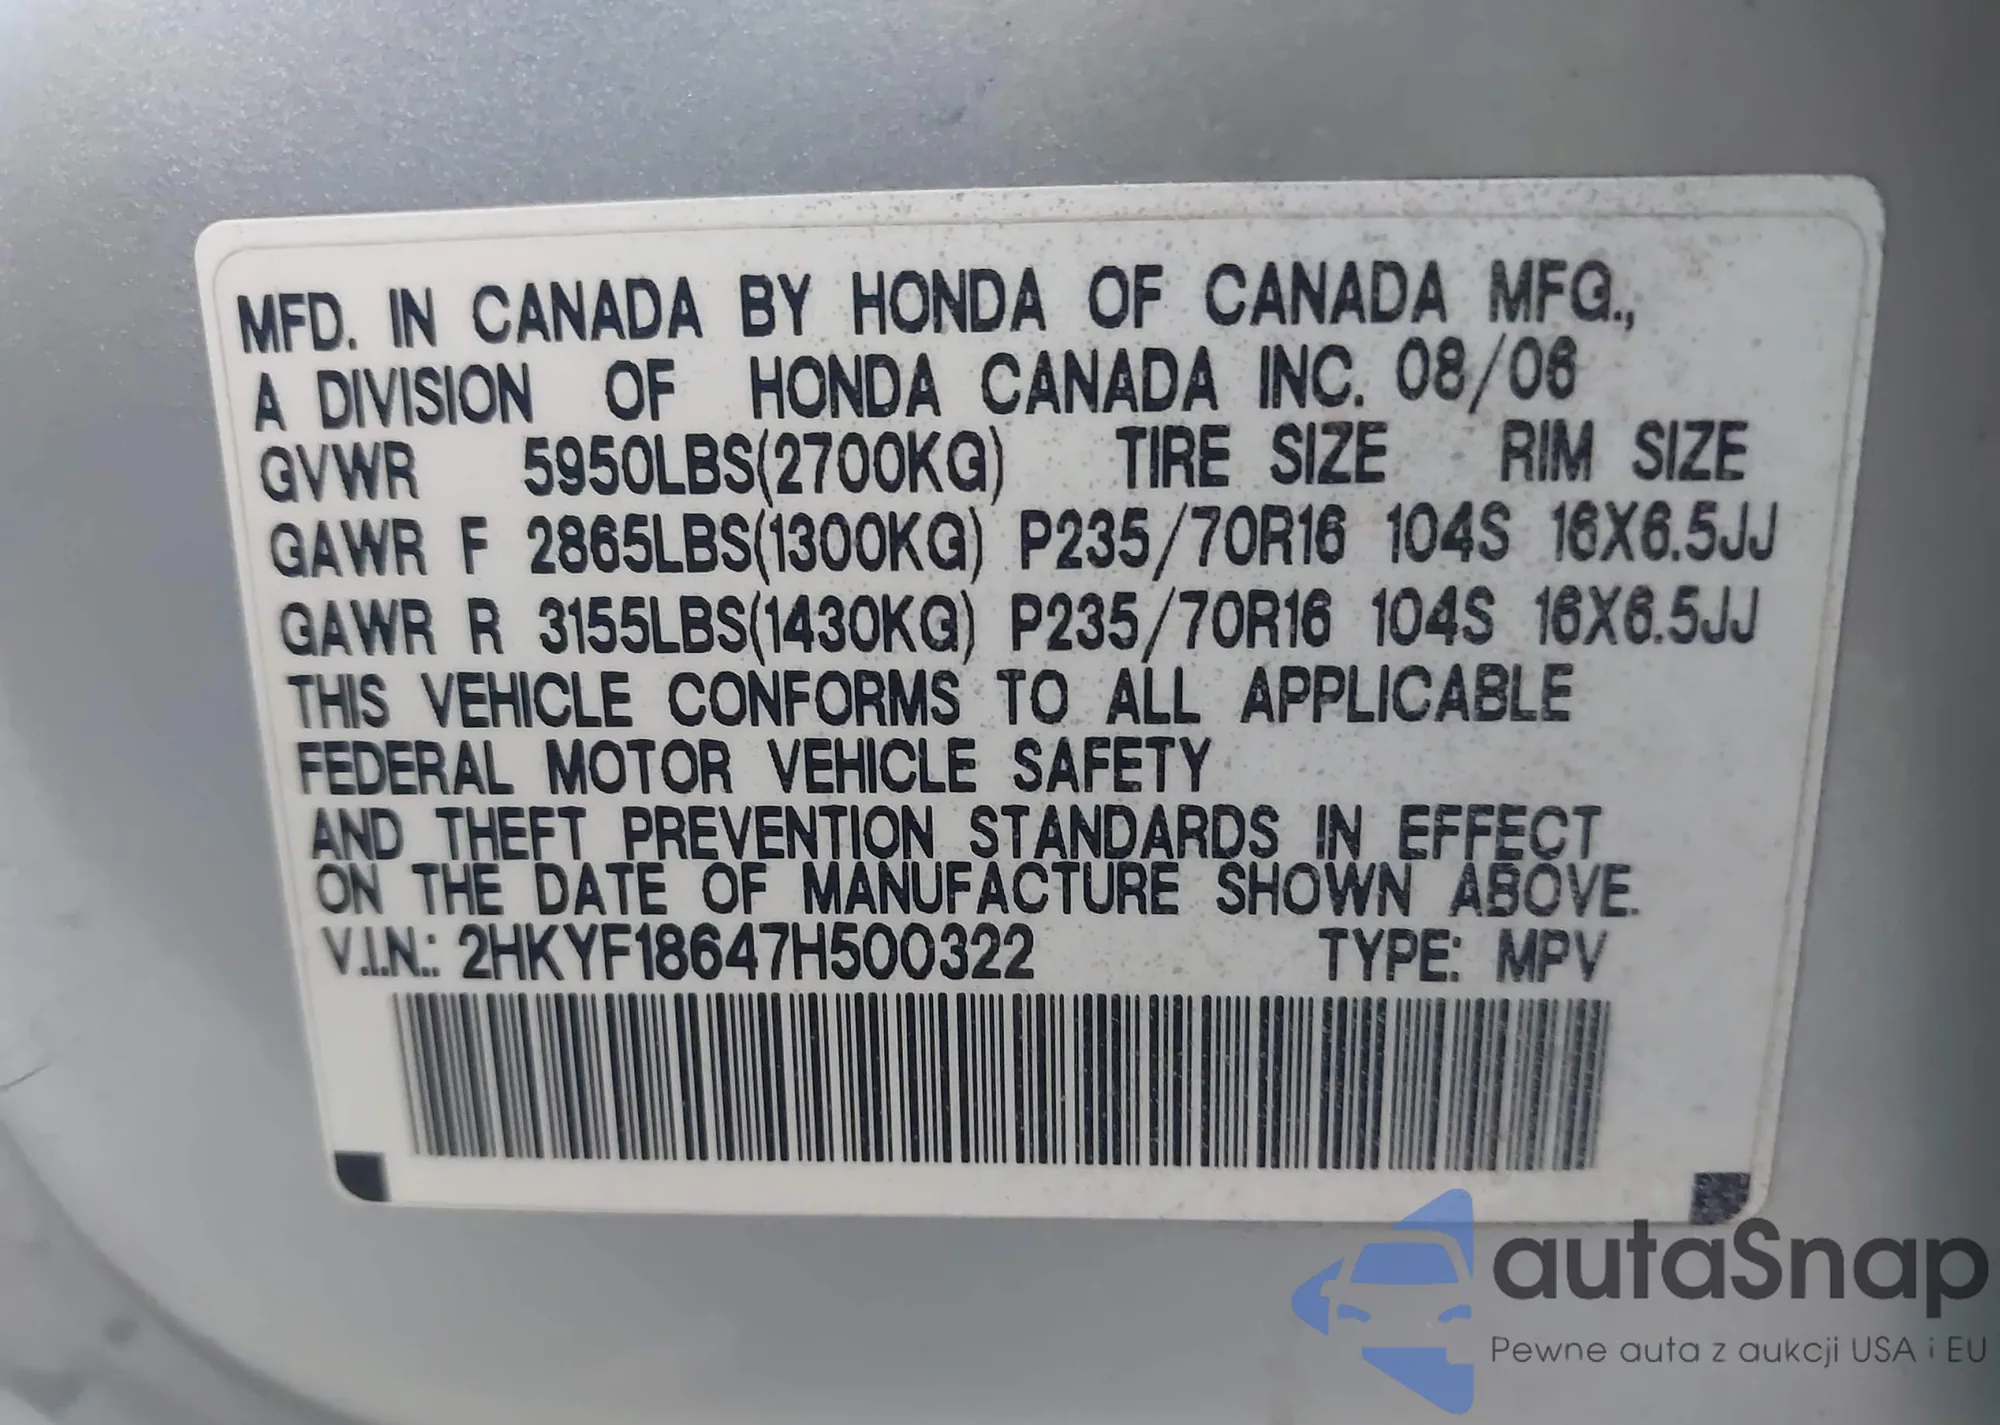 MFD. IN CANADA BY HONDA OF CANADA MFG.,
A DIVISION OF HONDA CANADA INC. 08/06
GVWR 5950LBS(2700KG) TIRE SIZE RIM SIZE
GAWR F 2865LBS(1300KG) P235/70R16 104S 16X6.5JJ
GAWR R 3155LBS(1430KG) P235/70R16 104S 16X6.5JJ
THIS VEHICLE CONFORMS TO ALL APPLICABLE
FEDERAL MOTOR VEHICLE SAFETY
AND THEFT PREVENTION STANDARDS IN EFFECT
ON THE DATE OF MANUFACTURE SHOWN ABOVE.
V.I.N.: 2HKYF18647H500322 TYPE: MPV
autaSnap
Pewne auta z aukcji USA i EU